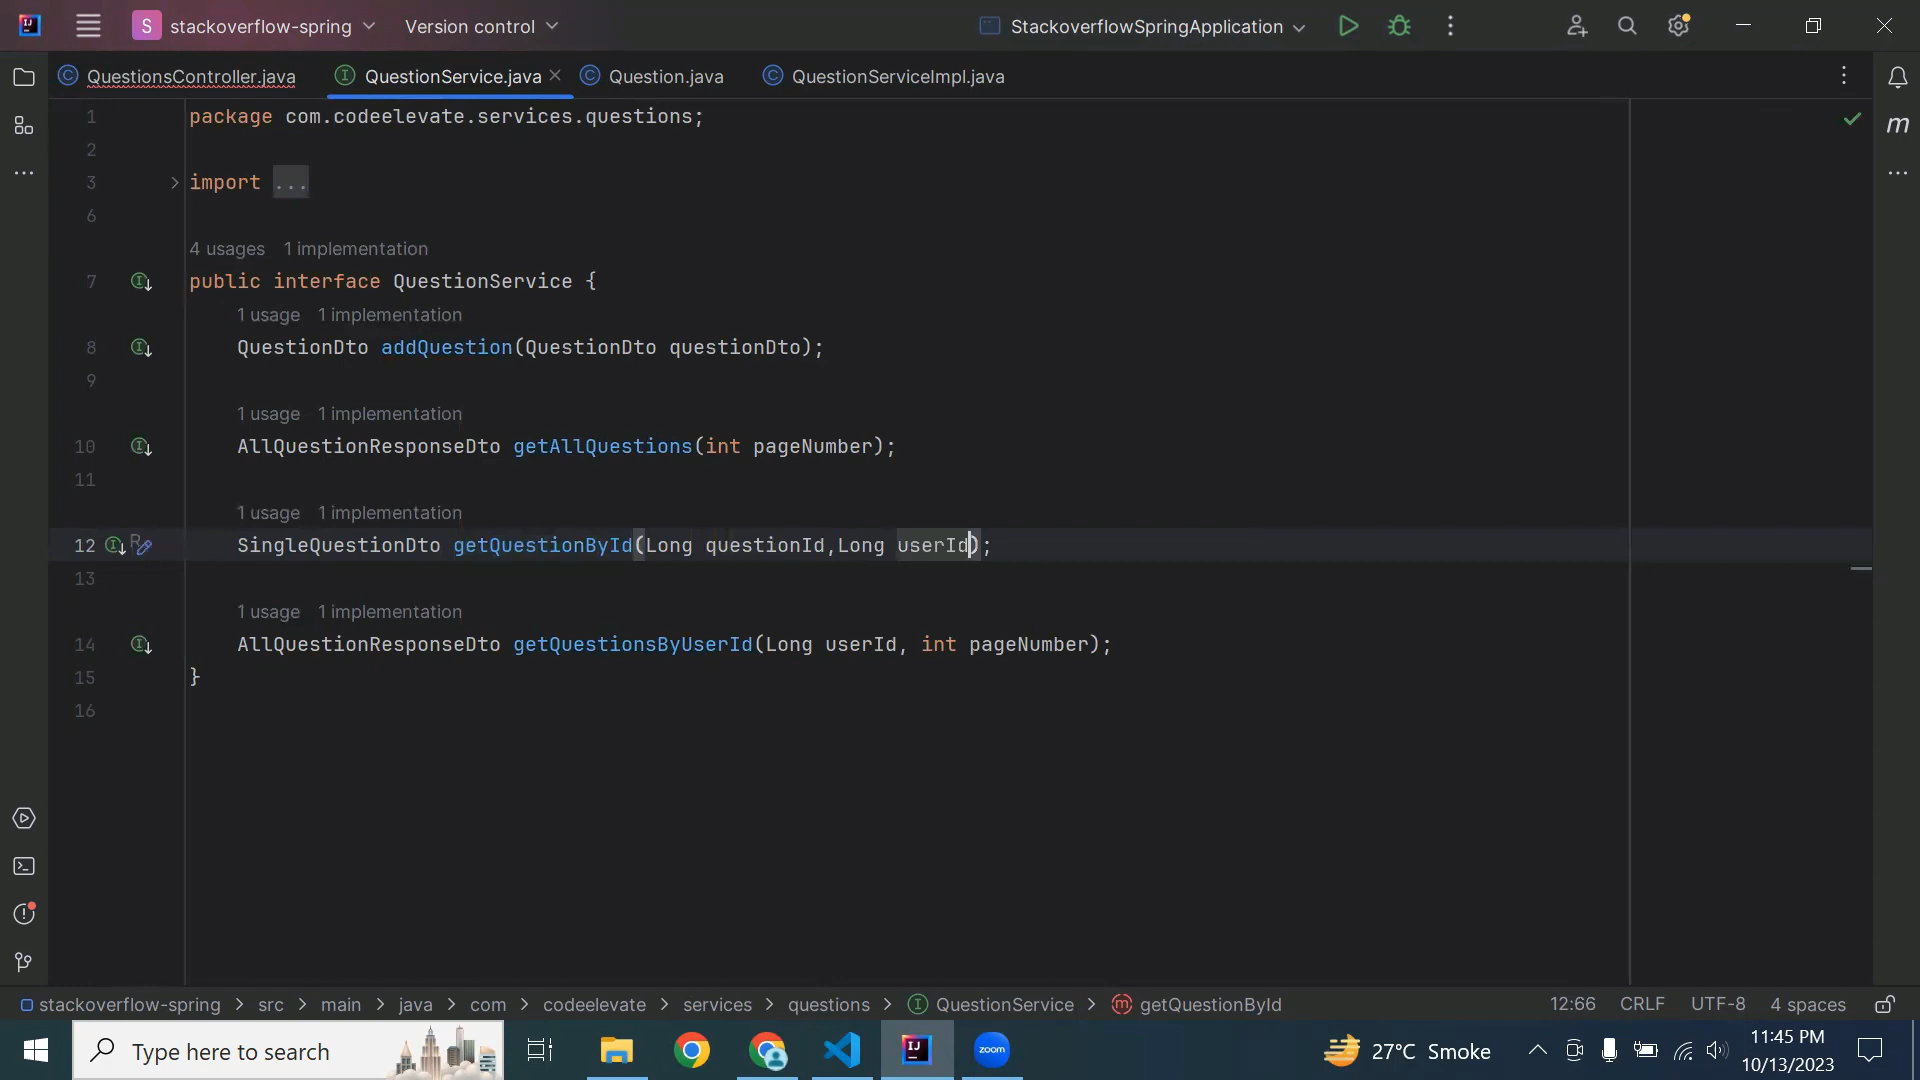 S stackoverflow-spring Version control StackoverflowSpringApplication
QuestionsController.java QuestionService.java Question.java QuestionServiceImpl.java
1 package com.codeelevate.services.questions;
2
3 import ...
6
4 usages 1 implementation
7 public interface QuestionService {
1 usage 1 implementation
8 QuestionDto addQuestion(QuestionDto questionDto);
9
1 usage 1 implementation
10 AllQuestionResponseDto getAllQuestions(int pageNumber);
11
1 usage 1 implementation
12 SingleQuestionDto getQuestionById(Long questionId,Long userId);
13
1 usage 1 implementation
14 AllQuestionResponseDto getQuestionsByUserId(Long userId, int pageNumber);
15 }
16
stackoverflow-spring > src > main > java > com > codeelevate > services > questions > QuestionService > getQuestionById 12:66 CRLF UTF-8 4 spaces
Type here to search zoom 27°C Smoke 11:45 PM
10/13/2023